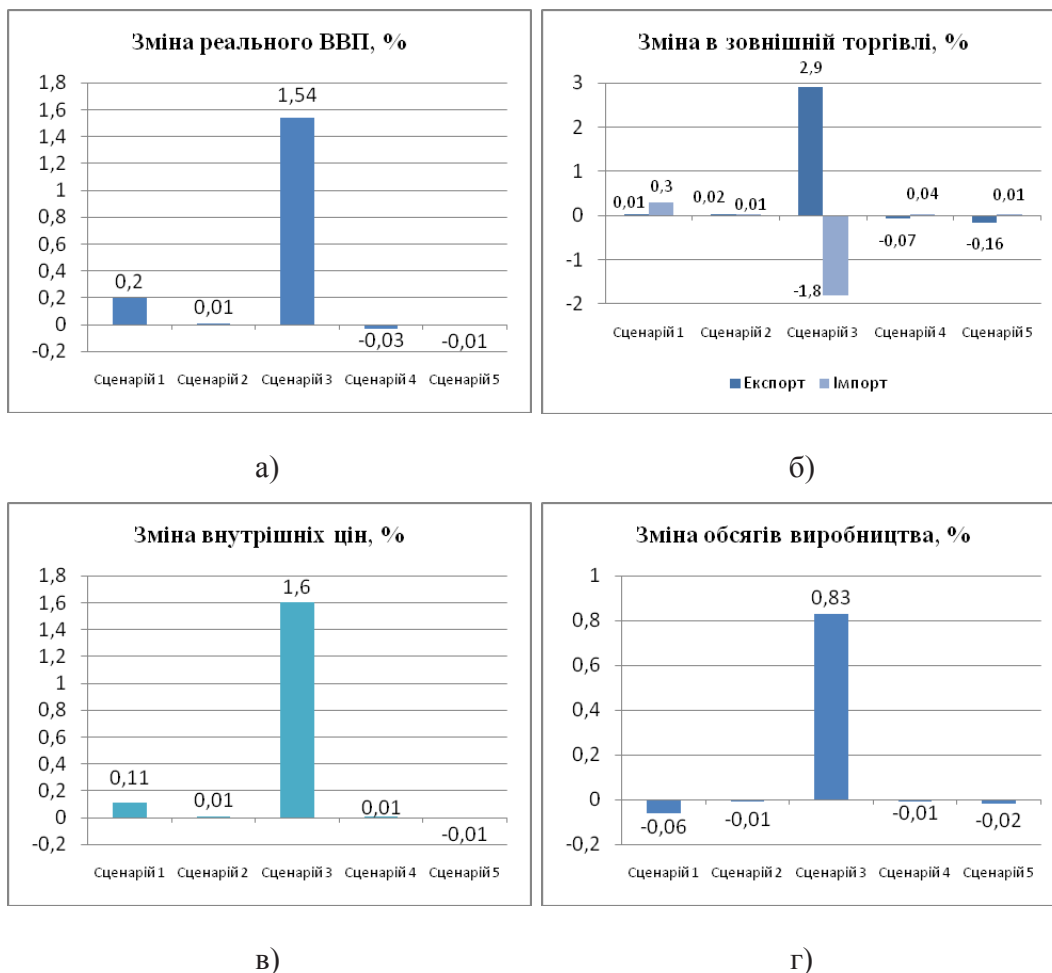 Зміна реального ВВП, %
1,8
1,6
1,4
1,2
1
0,8
0,6
0,4
0,2
0
-0,2
0,2
0,01
1,54
-0,03
-0,01
Сценарій 1
Сценарій 2
Сценарій 3
Сценарій 4
Сценарій 5
а)
Зміна в зовнішній торгівлі, %
3
2
1
0
-1
-2
0,01
0,3
0,02
0,01
2,9
-1,8
-0,07
0,04
-0,16
0,01
Сценарій 1
Сценарій 2
Сценарій 3
Сценарій 4
Сценарій 5
Експорт
Імпорт
б)
Зміна внутрішніх цін, %
1,8
1,6
1,4
1,2
1
0,8
0,6
0,4
0,2
0
-0,2
0,11
0,01
1,6
0,01
-0,01
Сценарій 1
Сценарій 2
Сценарій 3
Сценарій 4
Сценарій 5
в)
Зміна обсягів виробництва, %
1
0,8
0,6
0,4
0,2
0
-0,2
-0,06
-0,01
0,83
-0,01
-0,02
Сценарій 1
Сценарій 2
Сценарій 3
Сценарій 4
Сценарій 5
г)